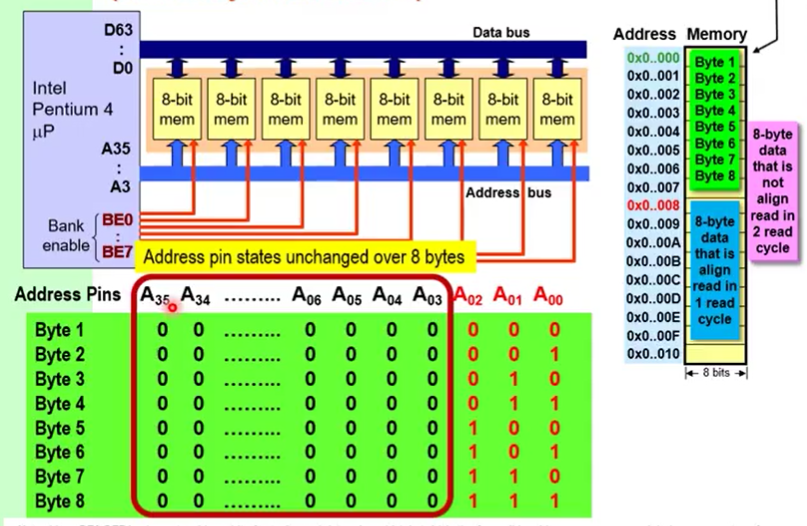 D63
:
D0
Data bus
Intel
Pentium 4
μP
8-bit
mem
8-bit
mem
8-bit
mem
8-bit
mem
8-bit
mem
8-bit
mem
8-bit
mem
8-bit
mem
A35
:
A3
Address bus
Bank
enable
BE0
:
BE7
Address pin states unchanged over 8 bytes
Address Pins A35 A34 ......... A06 A05 A04 A03 A02 A01 A00
Byte 1 0 0 ......... 0 0 0 0 0 0 0
Byte 2 0 0 ......... 0 0 0 0 0 0 1
Byte 3 0 0 ......... 0 0 0 0 0 1 0
Byte 4 0 0 ......... 0 0 0 0 0 1 1
Byte 5 0 0 ......... 0 0 0 0 1 0 0
Byte 6 0 0 ......... 0 0 0 0 1 0 1
Byte 7 0 0 ......... 0 0 0 0 1 1 0
Byte 8 0 0 ......... 0 0 0 0 1 1 1
Address Memory
0x0..000
0x0..001
0x0..002
0x0..003
0x0..004
0x0..005
0x0..006
0x0..007
0x0..008
0x0..009
0x0..00A
0x0..00B
0x0..00C
0x0..00D
0x0..00E
0x0..00F
0x0..010
Byte 1
Byte 2
Byte 3
Byte 4
Byte 5
Byte 6
Byte 7
Byte 8
8-byte
data
that is
align
read in
1 read
cycle
8 bits
8-byte
data
that is
not
align
read in
2 read
cycle